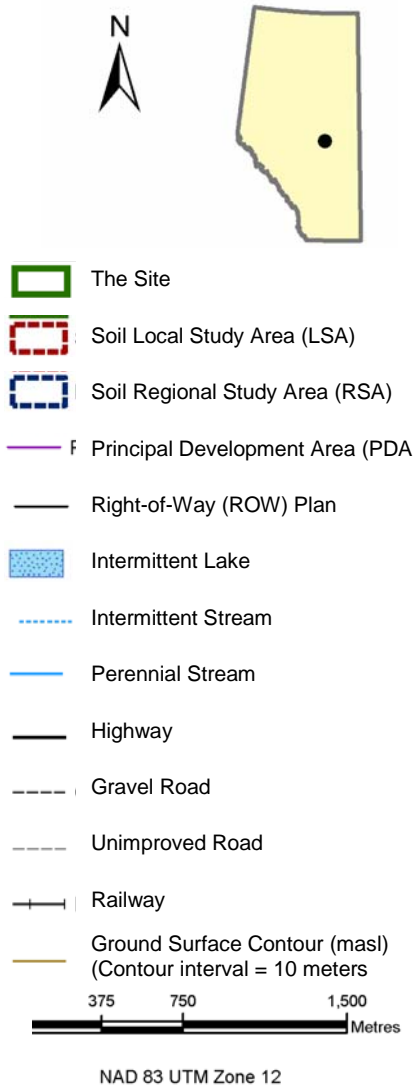 N
The Site
Soil Local Study Area (LSA)
Soil Regional Study Area (RSA)
Principal Development Area (PDA
Right-of-Way (ROW) Plan
Intermittent Lake
Intermittent Stream
Perennial Stream
Highway
Gravel Road
Unimproved Road
Railway
Ground Surface Contour (masl)
(Contour interval = 10 meters
375 750 1,500
Metres
NAD 83 UTM Zone 12